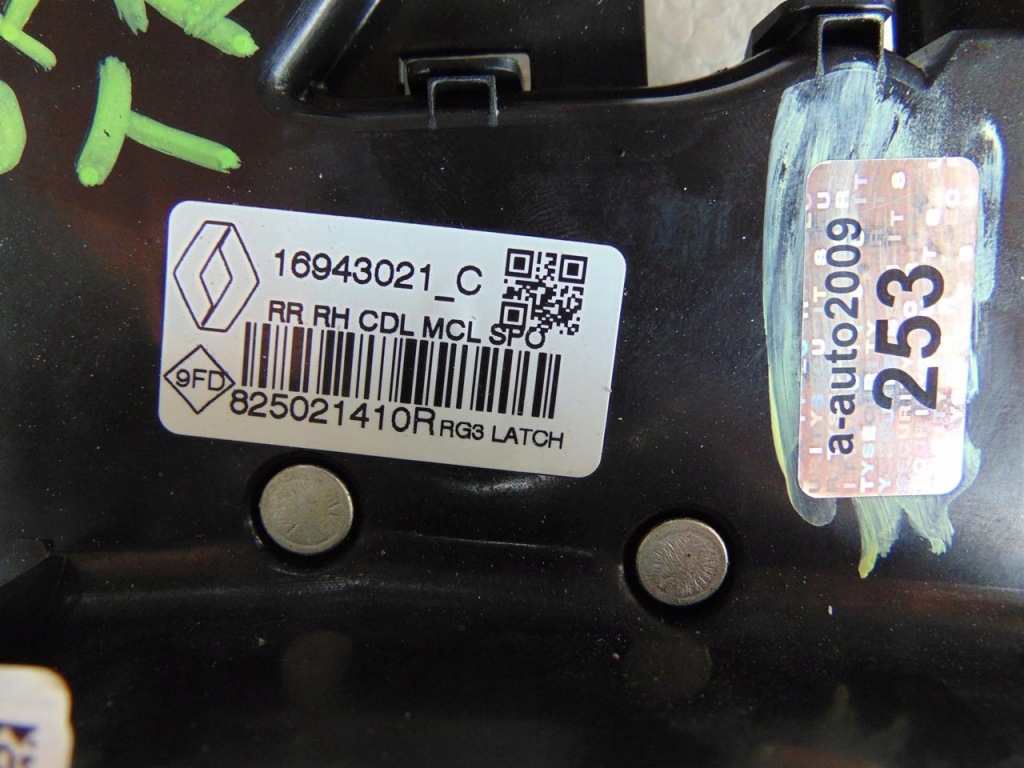 16943021_C
RR RH CDL MCL SPO
9FD
825021410R RG3 LATCH
a-auto2009
253